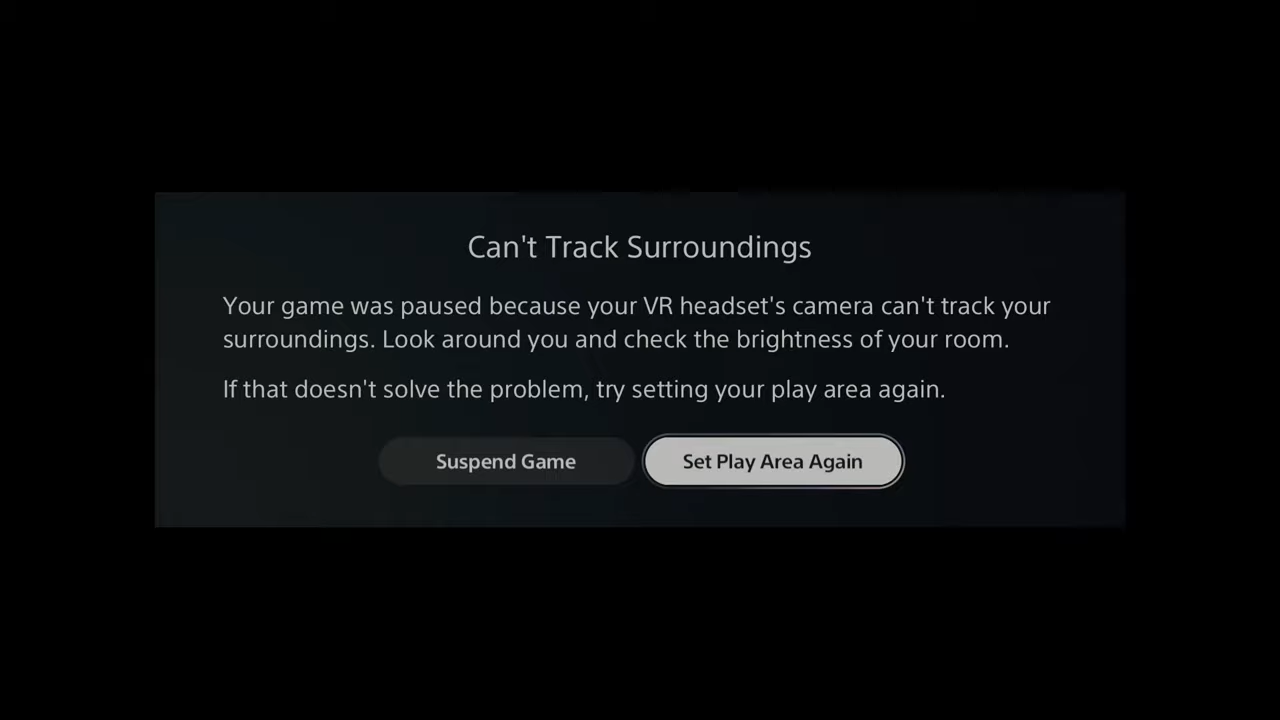 Can't Track Surroundings
Your game was paused because your VR headset's camera can't track your
surroundings. Look around you and check the brightness of your room.
If that doesn't solve the problem, try setting your play area again.
Suspend Game
Set Play Area Again